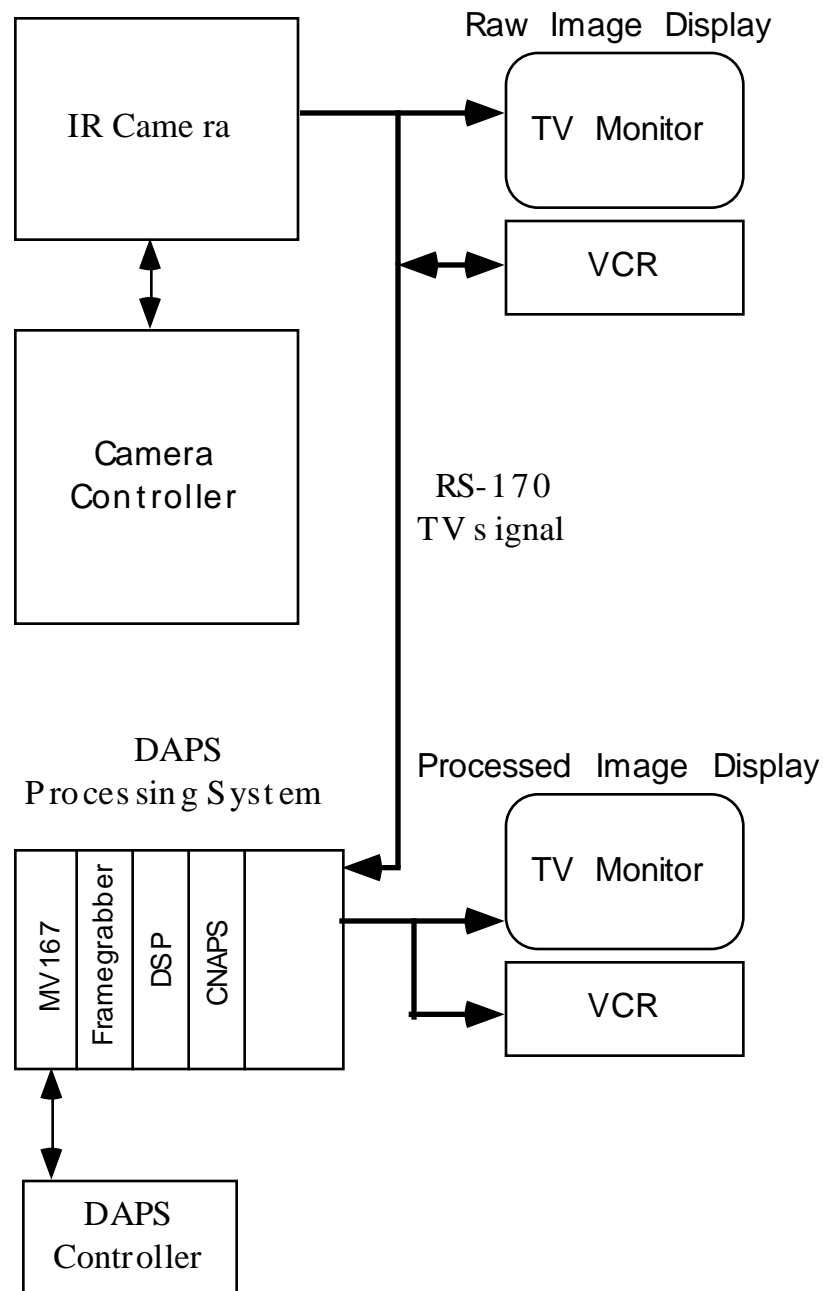 Raw Image Display
IR Camera
TV Monitor
VCR
Camera
Controller
RS-170
TV signal
DAPS
Processing System
Processed Image Display
MV167
Framegrabber
DSP
CNAPS
TV Monitor
VCR
DAPS
Controller